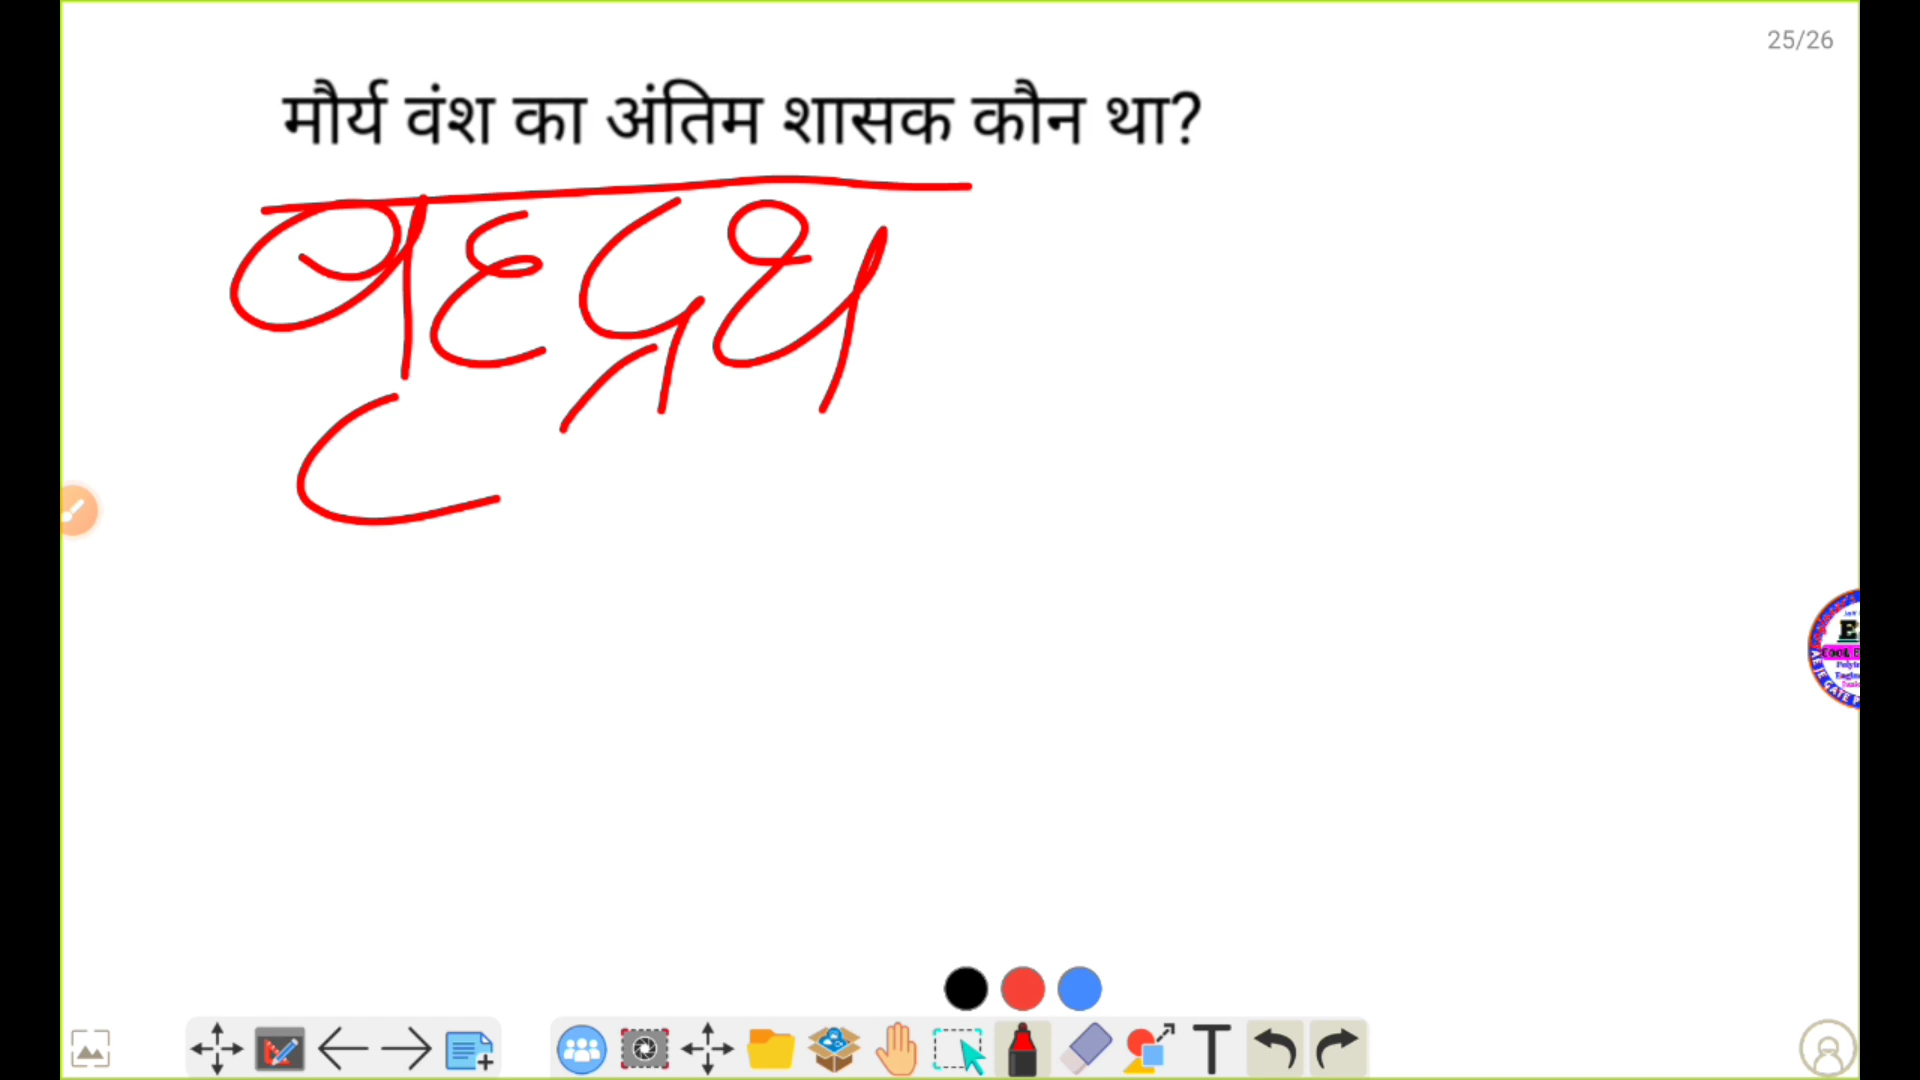 25/26
मौर्य वंश का अंतिम शासक कौन था?
बृहद्रथ